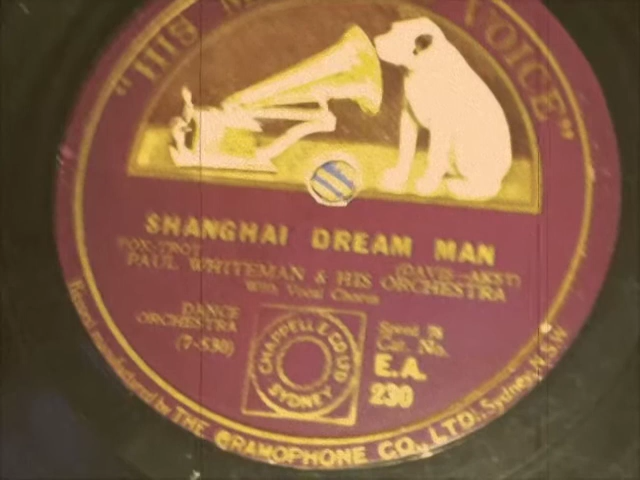 "HIS VOICE"
SHANGHAI DREAM MAN
FOX-TROT (DAVIS—AKST)
PAUL WHITEMAN & HIS ORCHESTRA
With Vocal Chorus
DANCE
ORCHESTRA
(7-530)
CHAPPELL & CO LTD
SYDNEY
Speed 78
Cat. No.
E.A.
230
Record manufactured by THE GRAMOPHONE CO., LTD., Sydney, N.S.W